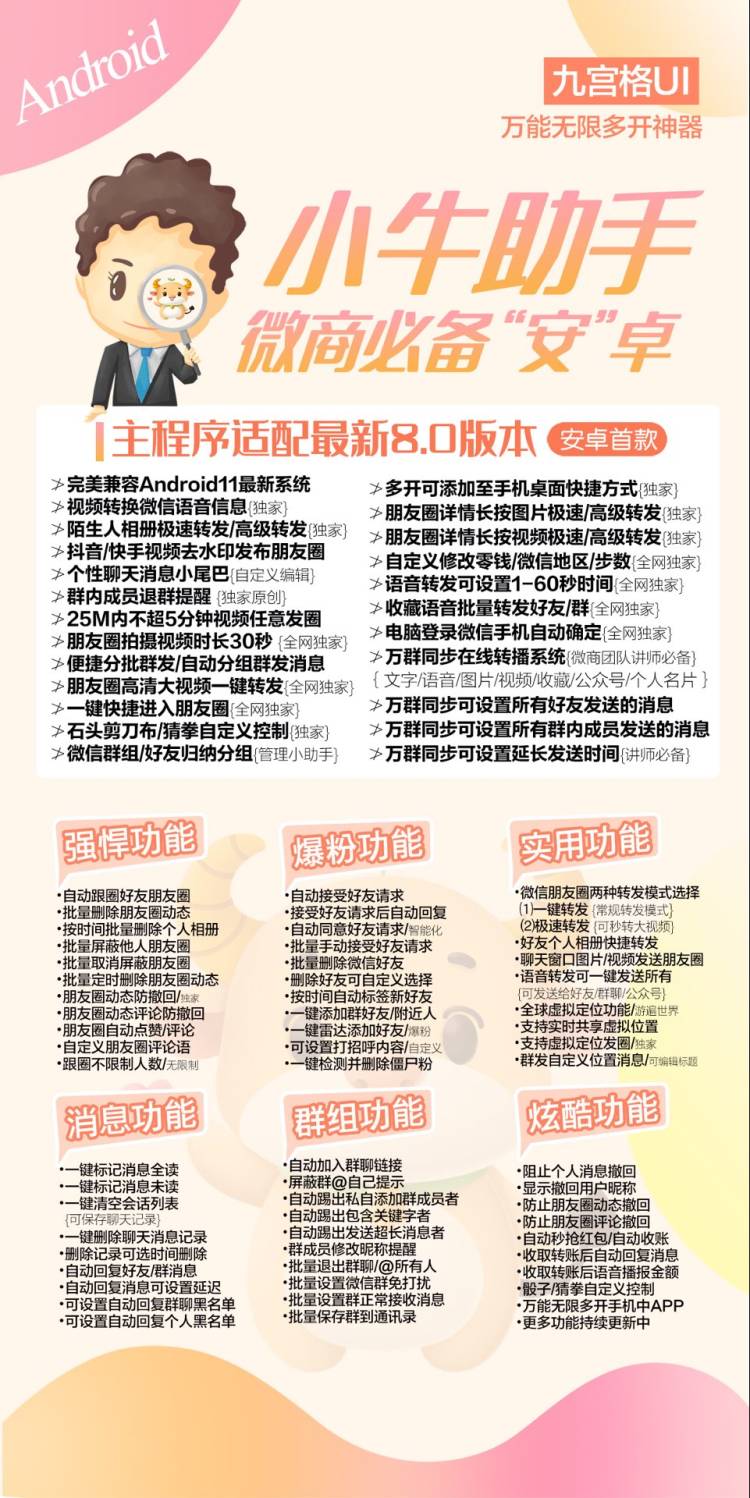 Android
九宫格UI
万能无限多开神器
小牛助手
微商必备“安”卓
主程序适配最新8.0版本 安卓首款
完美兼容Android11最新系统
视频转换微信语音信息{独家}
陌生人相册极速转发/高级转发{独家}
抖音/快手视频去水印发布朋友圈
个性聊天消息小尾巴{自定义编辑}
群内成员退群提醒 {独家原创}
25M内不超5分钟视频任意发圈
朋友圈拍摄视频时长30秒 {全网独家}
便捷分批群发/自动分组群发消息
朋友圈高清大视频一键转发{全网独家}
一键快捷进入朋友圈{全网独家}
石头剪刀布/猜拳自定义控制{独家}
微信群组/好友归纳分组{管理小助手}
多开可添加至手机桌面快捷方式{独家}
朋友圈详情长按图片极速/高级转发{独家}
朋友圈详情长按视频极速/高级转发{独家}
自定义修改零钱/微信地区/步数{全网独家}
语音转发可设置1-60秒时间{全网独家}
收藏语音批量转发好友/群{全网独家}
电脑登录微信手机自动确定{全网独家}
万群同步在线转播系统{微商团队讲师必备}
{ 文字/语音/图片/视频/收藏/公众号/个人名片 }
万群同步可设置所有好友发送的消息
万群同步可设置所有群内成员发送的消息
万群同步可设置延长发送时间{讲师必备}
强悍功能
•自动跟圈好友朋友圈
•批量删除朋友圈动态
•按时间批量删除个人相册
•批量屏蔽他人朋友圈
•批量取消屏蔽朋友圈
•批量定时删除朋友圈动态
•朋友圈动态防撤回/独家
•朋友圈动态评论防撤回
•朋友圈自动点赞/评论
•自定义朋友圈评论语
•跟圈不限制人数/无限制
爆粉功能
•自动接受好友请求
•接受好友请求后自动回复
•自动同意好友请求/智能化
•批量手动接受好友请求
•批量删除微信好友
•删除好友可自定义选择
•按时间自动标签新好友
•一键添加群好友/附近人
•一键雷达添加好友/爆粉
•可设置打招呼内容/自定义
•一键检测并删除僵尸粉
实用功能
•微信朋友圈两种转发模式选择
(1)一键转发 {常规转发模式}
(2)极速转发 {可秒转大视频}
•好友个人相册快捷转发
•聊天窗口图片/视频发送朋友圈
•语音转发可一键发送所有
{可发送给好友/群聊/公众号}
•全球虚拟定位功能/游遍世界
•支持实时共享虚拟位置
•支持虚拟定位发圈/独家
•群发自定义位置消息/可编辑标题
消息功能
•一键标记消息全读
•一键标记消息未读
•一键清空会话列表
{可保存聊天记录}
•一键删除聊天消息记录
•删除记录可选时间删除
•自动回复好友/群消息
•自动回复消息可设置延迟
•可设置自动回复群聊黑名单
•可设置自动回复个人黑名单
群组功能
•自动加入群聊链接
•屏蔽群@自己提示
•自动踢出私自添加群成员者
•自动踢出包含关键字者
•自动踢出发送超长消息者
•群成员修改昵称提醒
•批量退出群聊/@所有人
•批量设置微信群免打扰
•批量设置群正常接收消息
•批量保存群到通讯录
炫酷功能
•阻止个人消息撤回
•显示撤回用户昵称
•防止朋友圈动态撤回
•防止朋友圈评论撤回
•自动秒抢红包/自动收账
•收取转账后自动回复消息
•收取转账后语音播报金额
•骰子/猜拳自定义控制
•万能无限多开手机中APP
•更多功能持续更新中